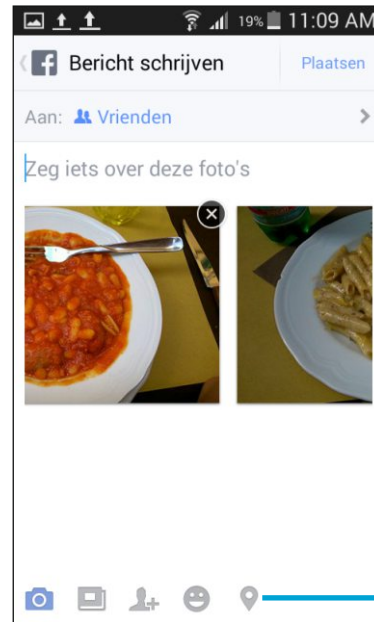 19% 11:09 AM
Bericht schrijven Plaatsen
Aan: Vrienden
Zeg iets over deze foto's